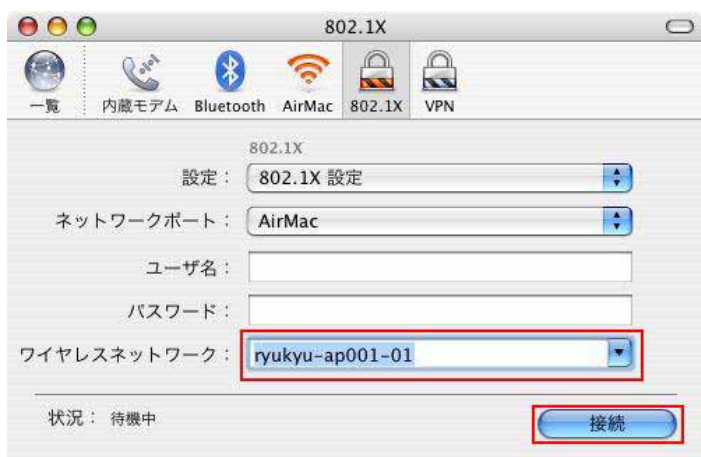 802.1X
一覧 内蔵モデム Bluetooth AirMac 802.1X VPN
802.1X
設定： 802.1X 設定
ネットワークポート： AirMac
ユーザ名：
パスワード：
ワイヤレスネットワーク： ryukyu-ap001-01
状況： 待機中 接続